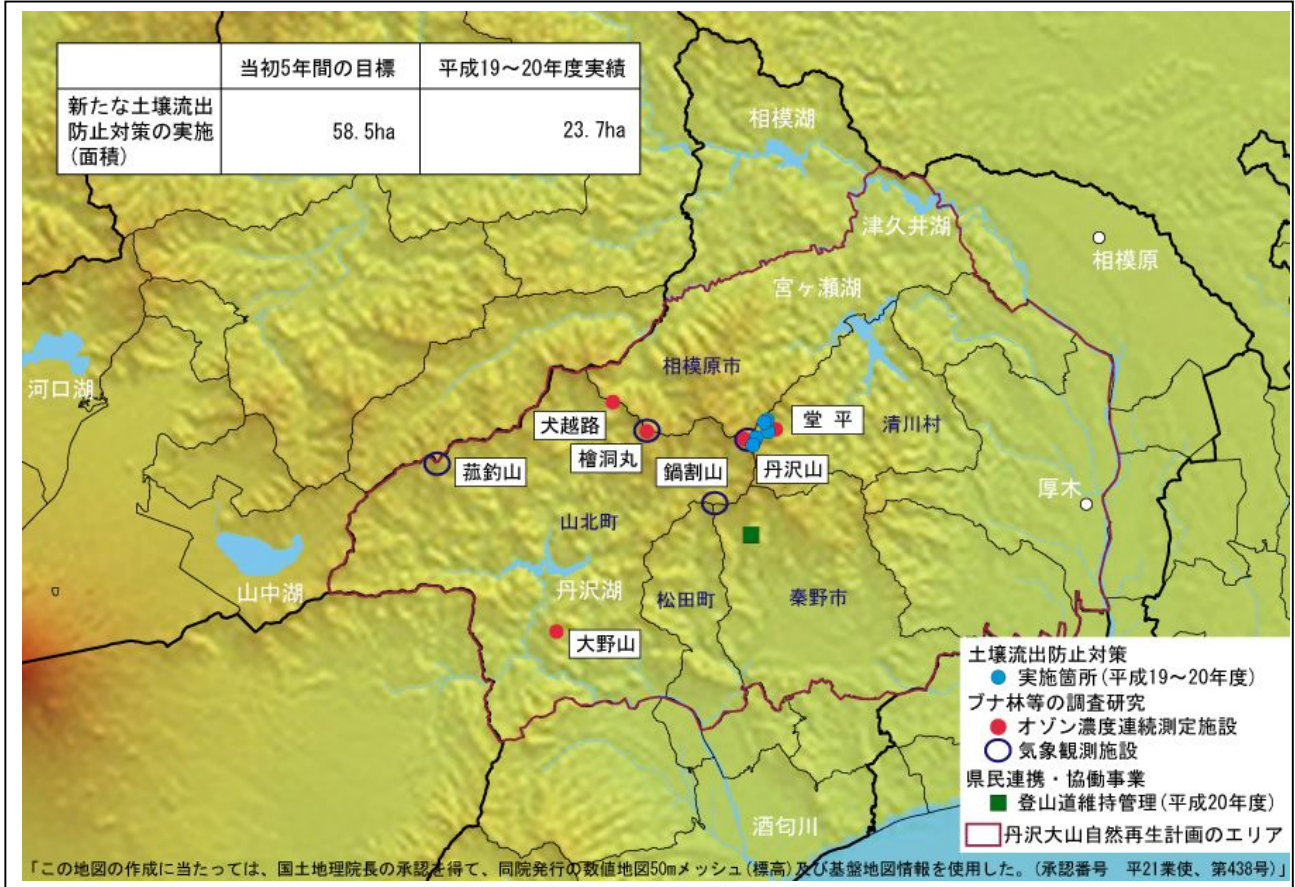 当初5年間の目標 平成19～20年度実績
新たな土壌流出
防止対策の実施
(面積)
58.5ha 23.7ha
相模湖
津久井湖
相模原
宮ヶ瀬湖
河口湖
相模原市
犬越路
堂 平
清川村
檜洞丸
菰釣山
鍋割山
丹沢山
厚木
山北町
山中湖
丹沢湖
松田町
秦野市
大野山
土壌流出防止対策
実施箇所(平成19～20年度)
ブナ林等の調査研究
オゾン濃度連続測定施設
気象観測施設
県民連携・協働事業
登山道維持管理(平成20年度)
丹沢大山自然再生計画のエリア
酒匂川
「この地図の作成に当たっては、国土地理院長の承認を得て、同院発行の数値地図50mメッシュ(標高)及び基盤地図情報を使用した。(承認番号 平21業使、第438号)」